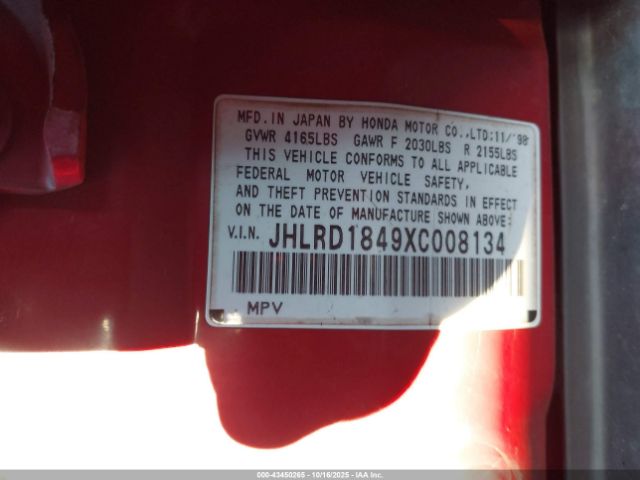 MFD.IN JAPAN BY HONDA MOTOR CO.,LTD:11/'98
GVWR 4165LBS GAWR F 2030LBS R 2155LBS
THIS VEHICLE CONFORMS TO ALL APPLICABLE
FEDERAL MOTOR VEHICLE SAFETY,
AND THEFT PREVENTION STANDARDS IN EFFECT
ON THE DATE OF MANUFACTURE SHOWN ABOVE:
V.I.N. JHLRD1849XC008134
MPV
000-43450265 - 10/16/2025 - IAA Inc.